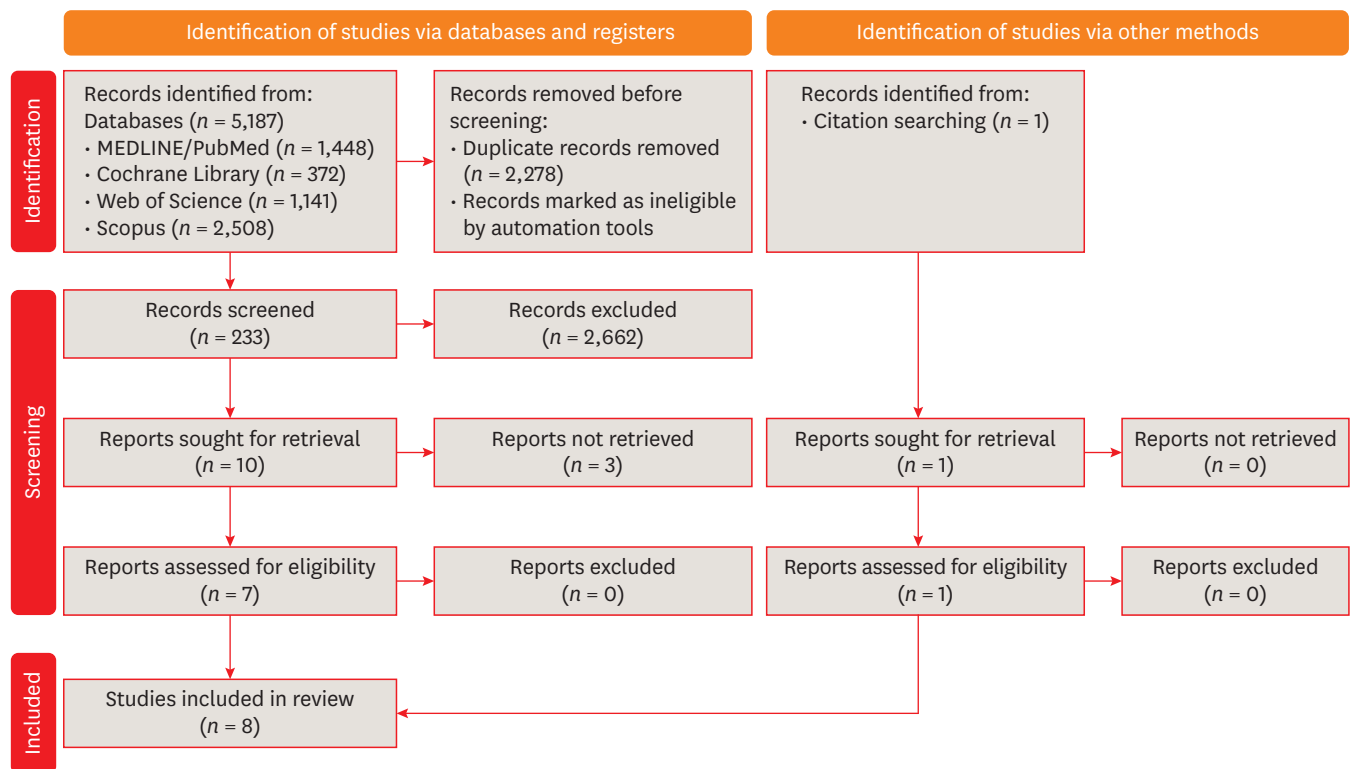 Identification of studies via databases and registers
Identification of studies via other methods
Identification
Records identified from:
Databases (n = 5,187)
• MEDLINE/PubMed (n = 1,448)
• Cochrane Library (n = 372)
• Web of Science (n = 1,141)
• Scopus (n = 2,508)
Records removed before
screening:
• Duplicate records removed
(n = 2,278)
• Records marked as ineligible
by automation tools
Records identified from:
• Citation searching (n = 1)
Screening
Records screened
(n = 233)
Records excluded
(n = 2,662)
Reports sought for retrieval
(n = 10)
Reports not retrieved
(n = 3)
Reports sought for retrieval
(n = 1)
Reports not retrieved
(n = 0)
Reports assessed for eligibility
(n = 7)
Reports excluded
(n = 0)
Reports assessed for eligibility
(n = 1)
Reports excluded
(n = 0)
Included
Studies included in review
(n = 8)